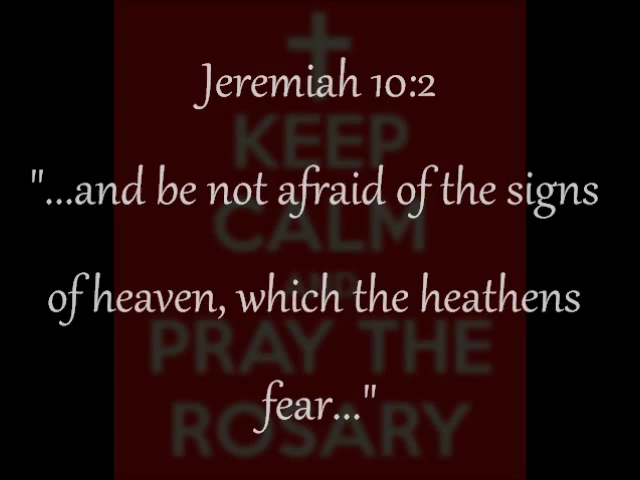 Jeremiah 10:2
"...and be not afraid of the signs
of heaven, which the heathens
fear..."
KEEP
CALM
AND
PRAY THE
ROSARY